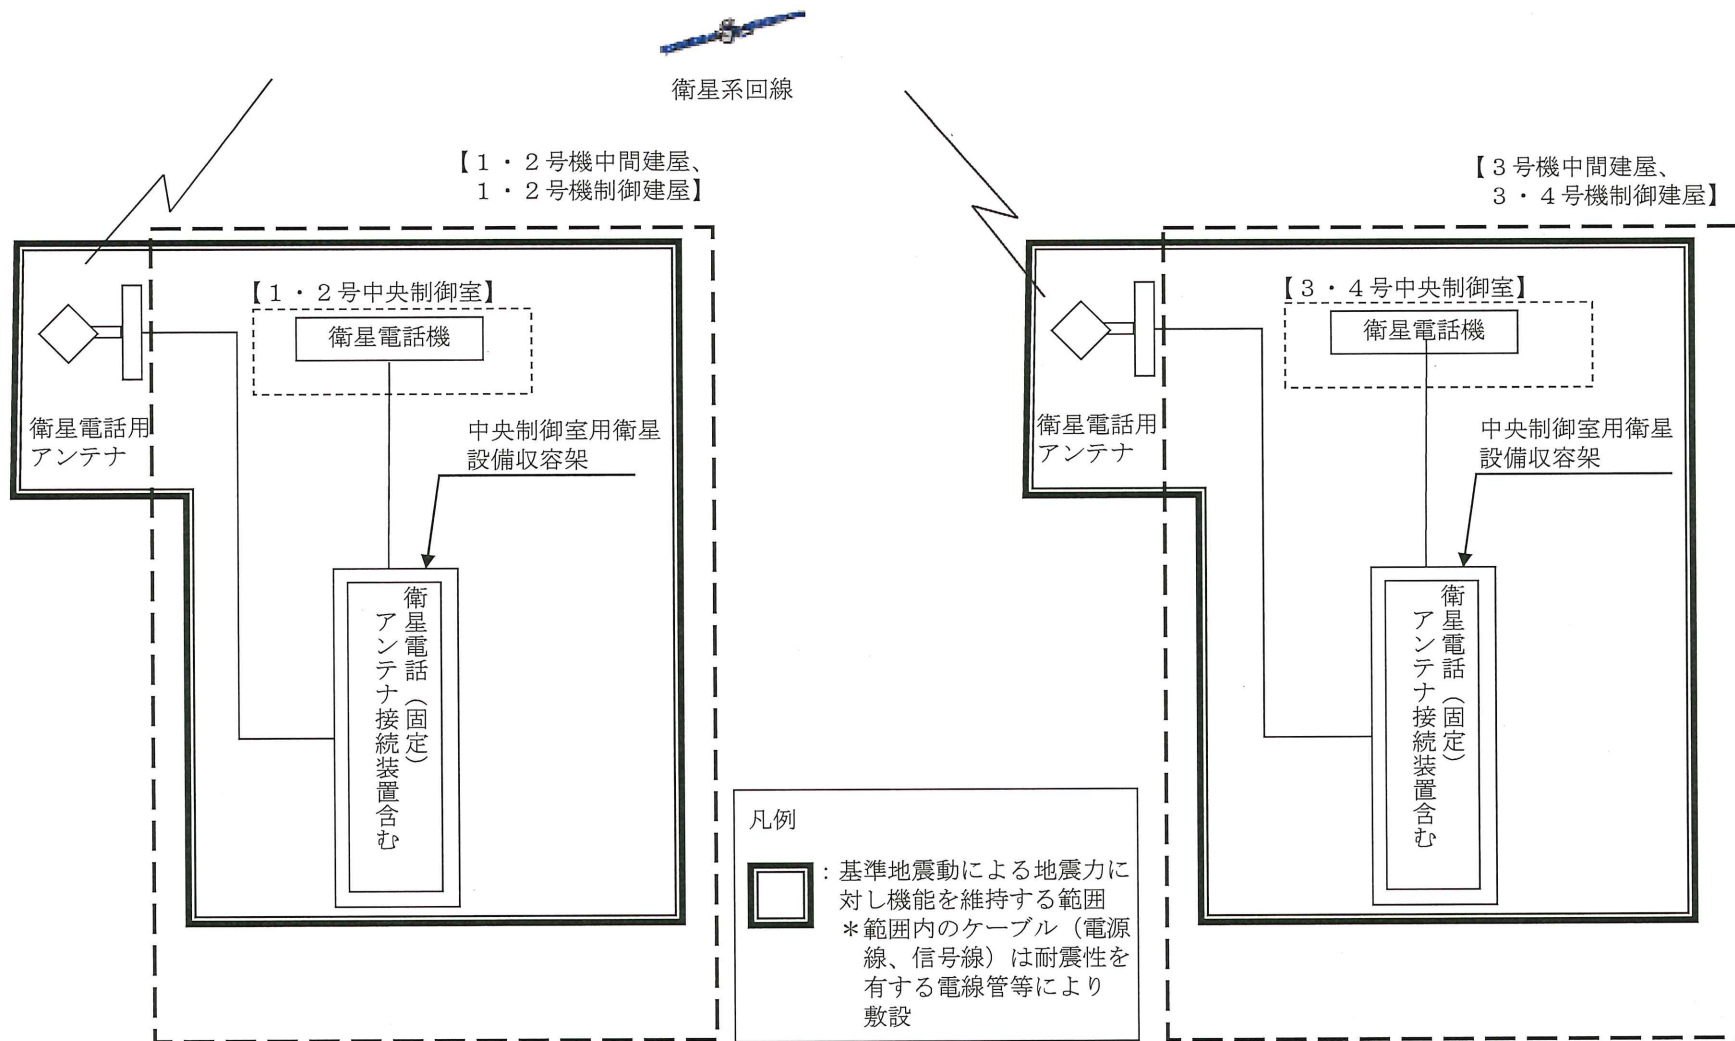 衛星系回線
【１・２号機中間建屋、
１・２号機制御建屋】
【１・２号中央制御室】
衛星電話機
衛星電話用
アンテナ
中央制御室用衛星
設備収容架
衛星電話（固定）
アンテナ接続装置含む
【３号機中間建屋、
３・４号機制御建屋】
【３・４号中央制御室】
衛星電話機
衛星電話用
アンテナ
中央制御室用衛星
設備収容架
衛星電話（固定）
アンテナ接続装置含む
凡例
：基準地震動による地震力に
対し機能を維持する範囲
＊範囲内のケーブル（電源
線、信号線）は耐震性を
有する電線管等により
敷設